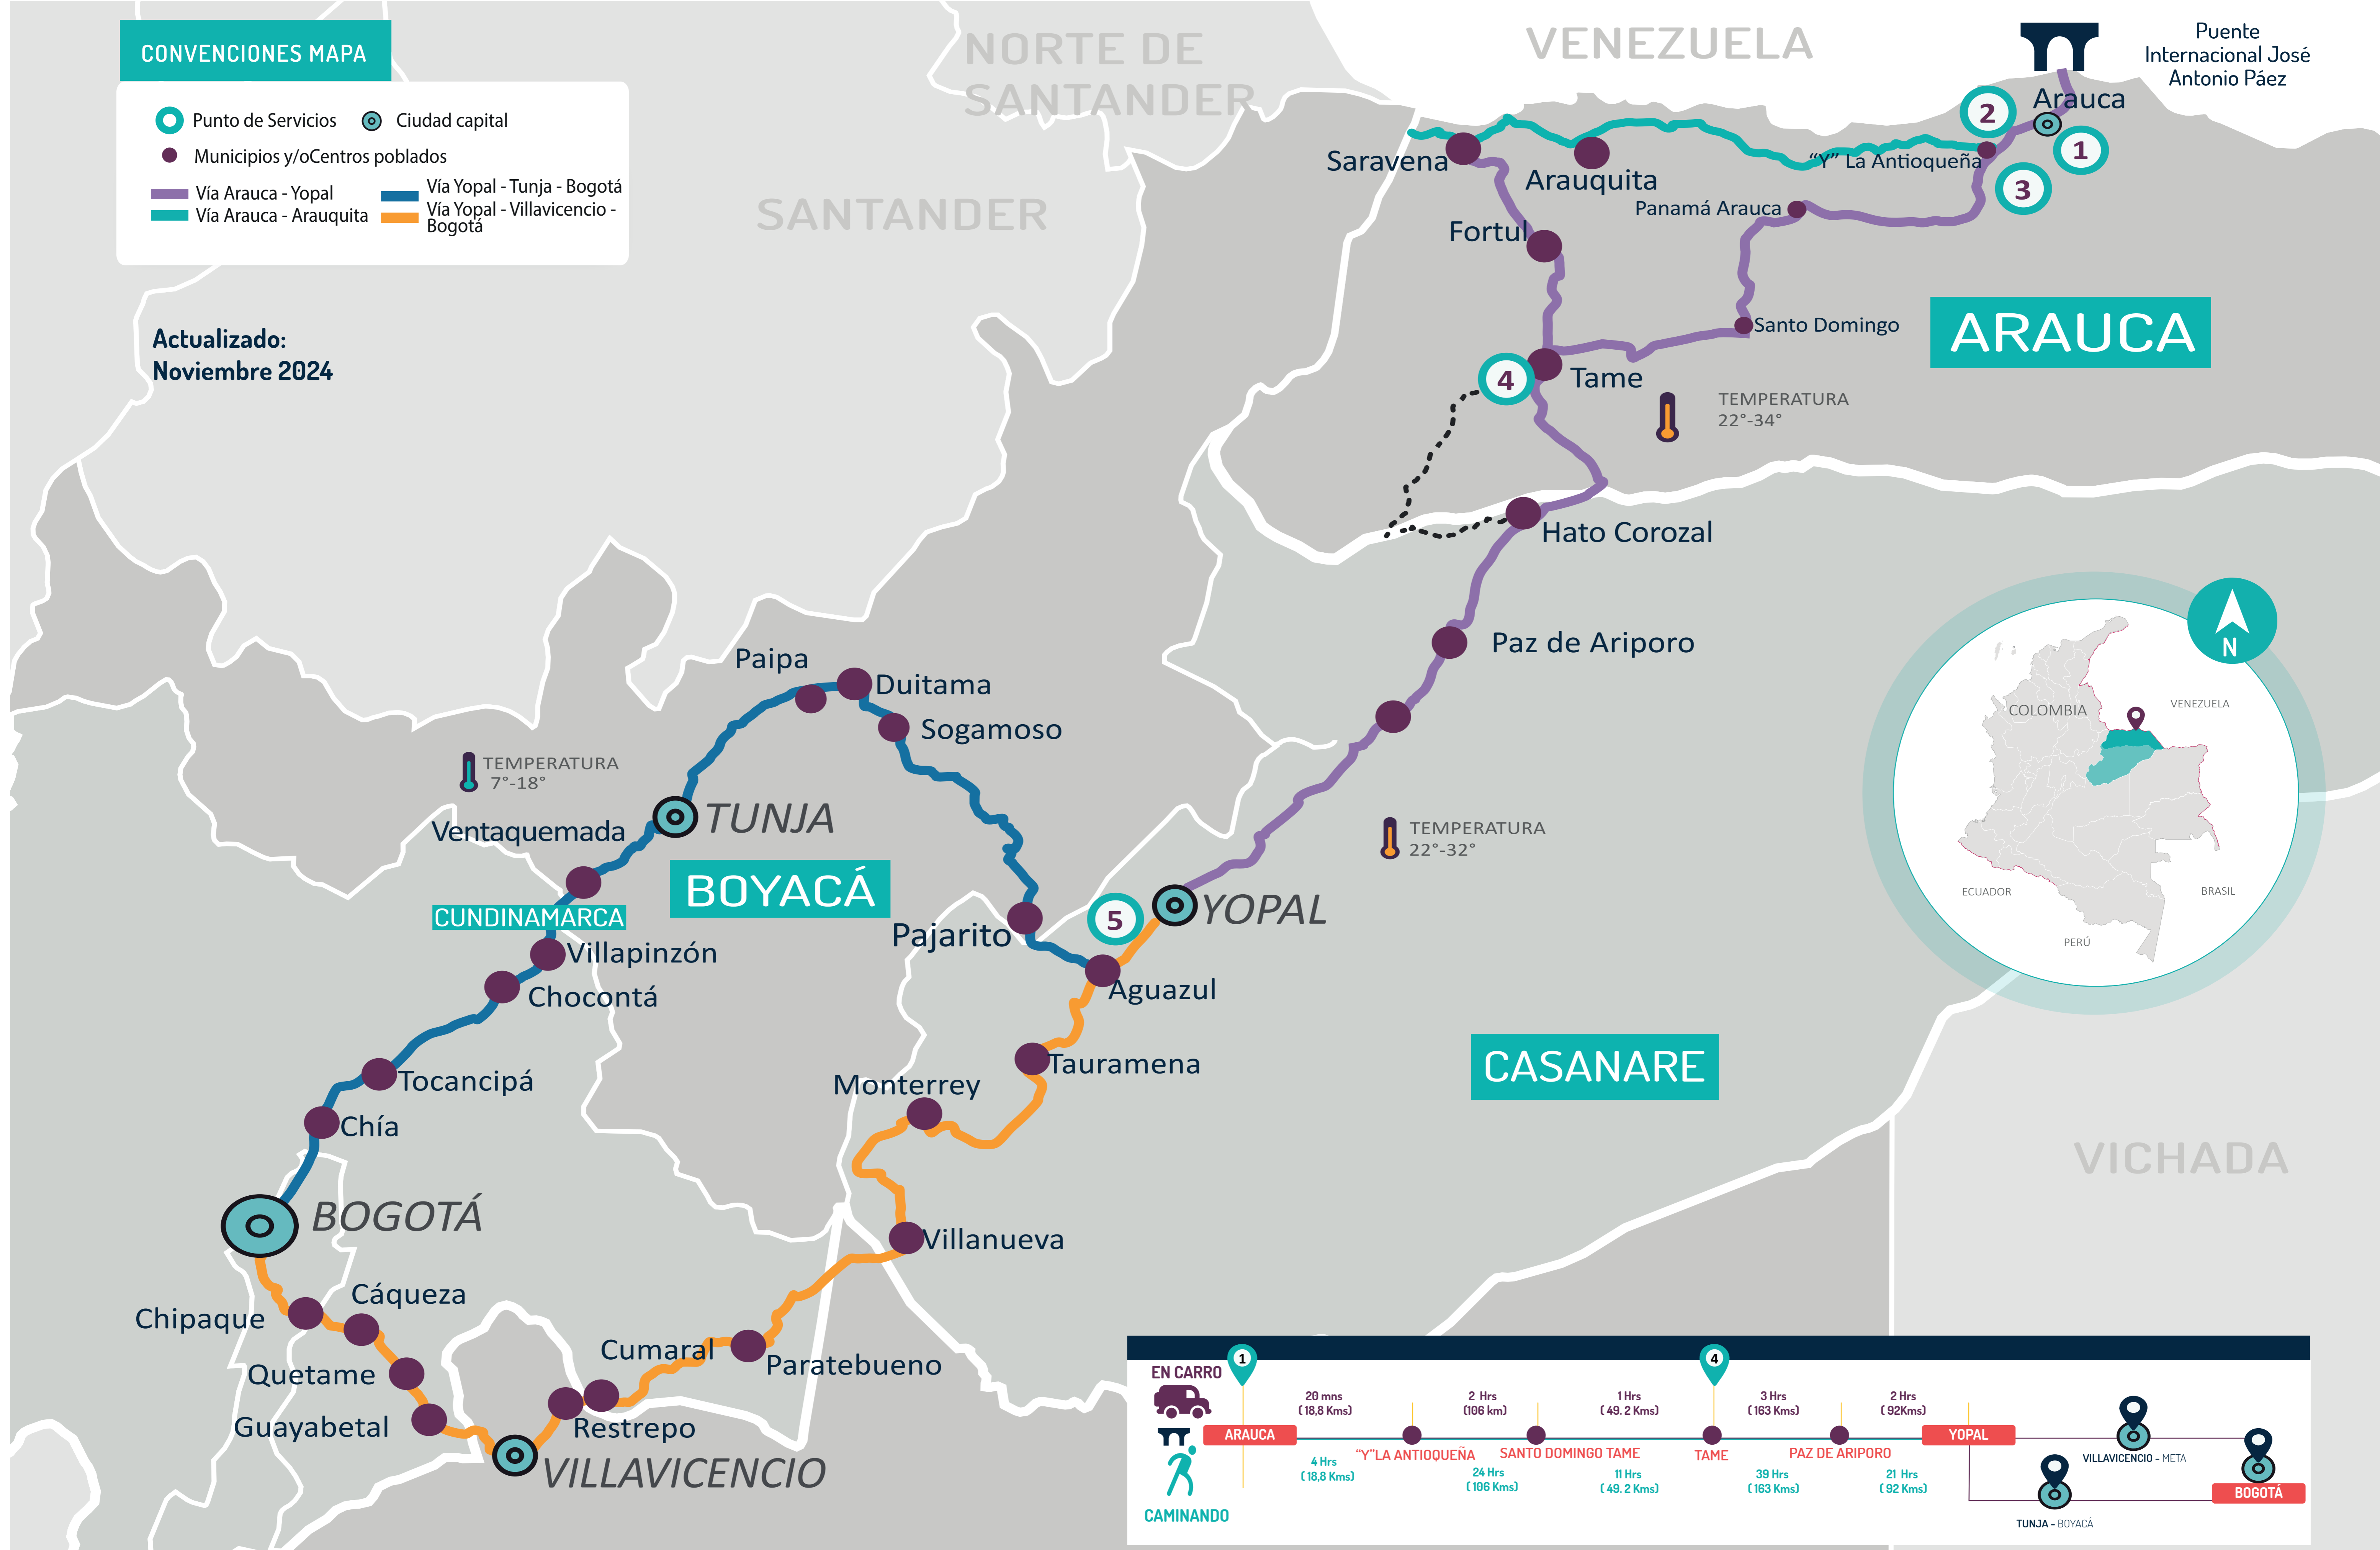 CONVENCIONES MAPA
Punto de Servicios
Ciudad capital
Municipios y/oCentros poblados
Vía Arauca - Yopal
Vía Arauca - Arauquita
Vía Yopal - Tunja - Bogotá
Vía Yopal - Villavicencio -
Bogotá
Actualizado:
Noviembre 2024
NORTE DE
SANTANDER
SANTANDER
VENEZUELA
Puente
Internacional José
Antonio Páez
Arauca
2
1
3
"Y" La Antioqueña
Saravena
Arauquita
Panamá Arauca
Fortul
Santo Domingo
ARAUCA
4
Tame
TEMPERATURA
22°-34°
Hato Corozal
Paz de Ariporo
N
COLOMBIA
VENEZUELA
ECUADOR
BRASIL
PERÚ
Paipa
Duitama
Sogamoso
TEMPERATURA
7°-18°
TUNJA
Ventaquemada
BOYACÁ
CUNDINAMARCA
TEMPERATURA
22°-32°
5
YOPAL
Pajarito
Villapinzón
Chocontá
Aguazul
Tauramena
CASANARE
Tocancipá
Monterrey
Chía
VICHADA
BOGOTÁ
Villanueva
Cáqueza
Chipaque
Cumaral
Paratebueno
Quetame
Guayabetal
Restrepo
VILLAVICENCIO
1
4
EN CARRO
20 mns
( 18,8 Kms)
2 Hrs
(106 km)
1 Hrs
( 49. 2 Kms)
3 Hrs
( 163 Kms)
2 Hrs
( 92Kms)
ARAUCA
"Y"LA ANTIOQUEÑA
SANTO DOMINGO TAME
TAME
PAZ DE ARIPORO
YOPAL
VILLAVICENCIO - META
4 Hrs
( 18,8 Kms)
24 Hrs
( 106 Kms)
11 Hrs
( 49. 2 Kms)
39 Hrs
( 163 Kms)
21 Hrs
( 92 Kms)
BOGOTÁ
CAMINANDO
TUNJA - BOYACÁ